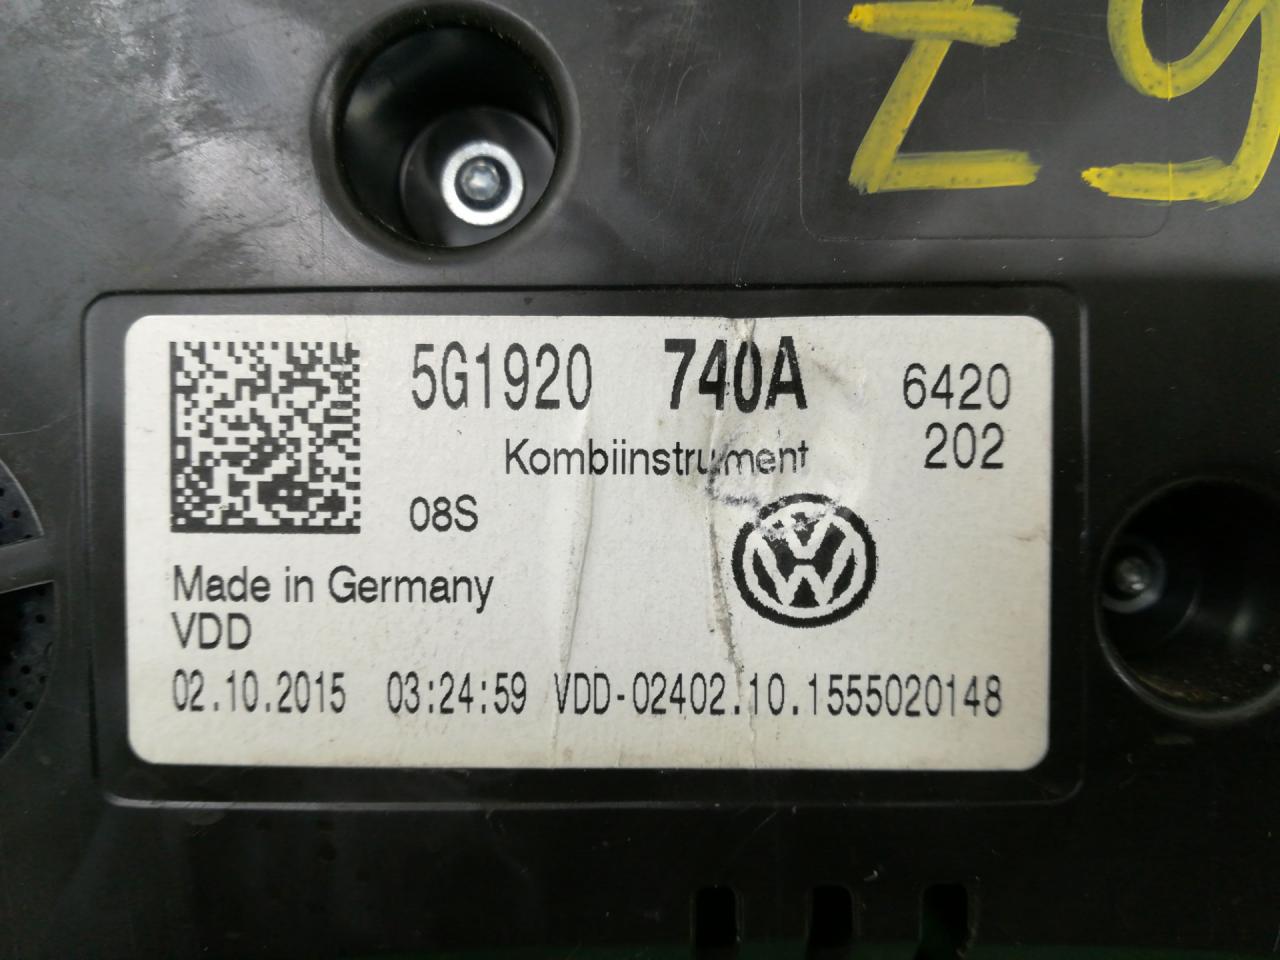 5G1920 740A 6420
Kombiinstrument 202
08S
Made in Germany
VDD
02.10.2015 03:24:59 VDD-02402.10.1555020148